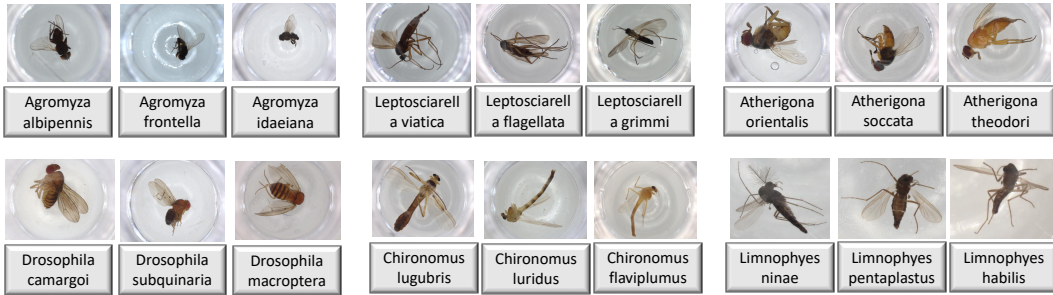 Agromyza
albipennis
Agromyza
frontella
Agromyza
idaeiana
Leptosciarell
a viatica
Leptosciarell
a flagellata
Leptosciarell
a grimmi
Atherigona
orientalis
Atherigona
soccata
Atherigona
theodori
Drosophila
camargoi
Drosophila
subquinaria
Drosophila
macroptera
Chironomus
lugubris
Chironomus
luridus
Chironomus
flaviplumus
Limnophyes
ninae
Limnophyes
pentaplastus
Limnophyes
habilis